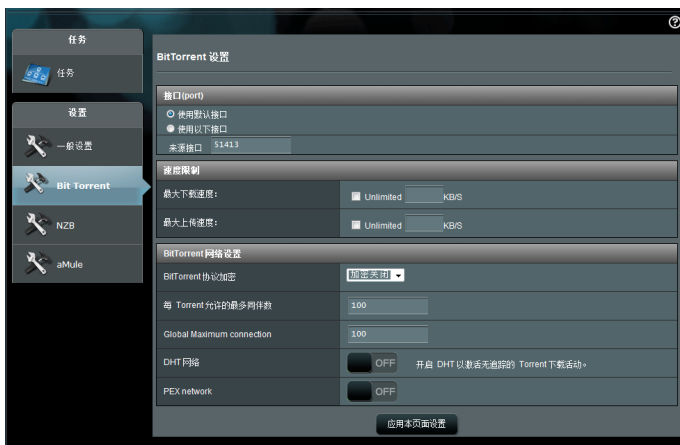 任务
任务
设置
一般设置
Bit Torrent
NZB
aMule
BitTorrent 设置
接口(port)
使用默认接口
使用以下接口
来源接口 51413
速度限制
最大下载速度： Unlimited KB/S
最大上传速度： Unlimited KB/S
BitTorrent 网络设置
BitTorrent 协议加密 加密关闭
每 Torrent 允许的最多同伴数 100
Global Maximum connection 100
DHT 网络 OFF 开启 DHT 以激活无追踪的 Torrent 下载活动。
PEX network OFF
应用本页面设置